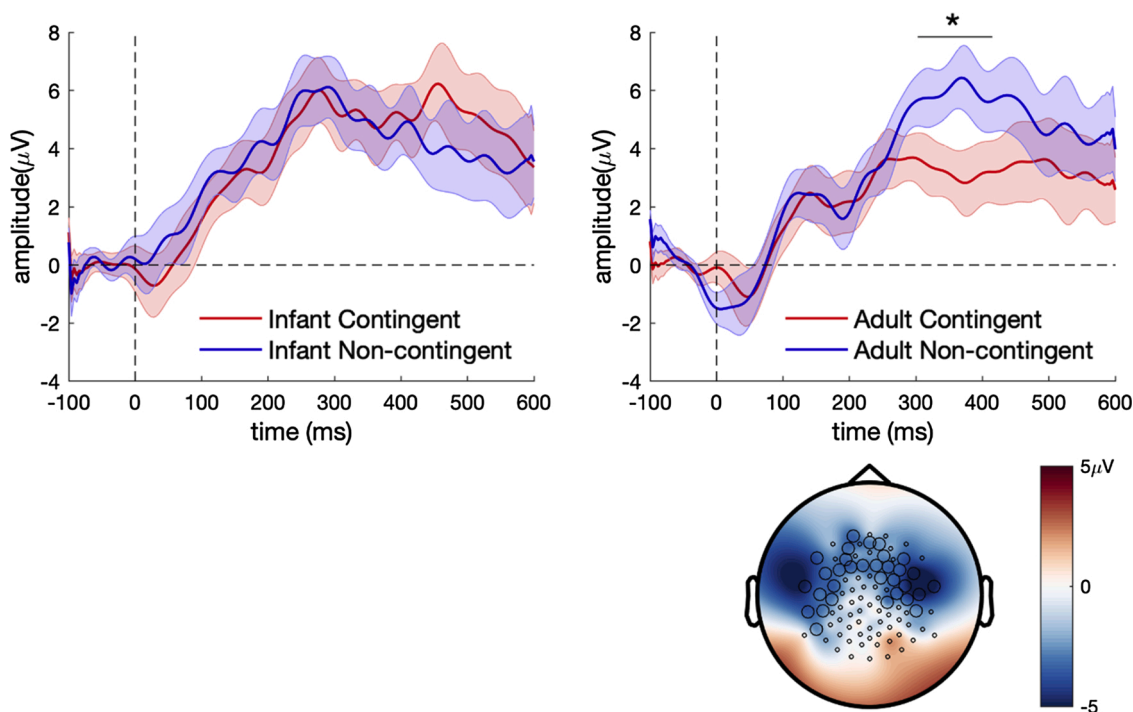 8
6
4
2
0
-2
-4
amplitude(μV)
Infant Contingent
Infant Non-contingent
-100 0 100 200 300 400 500 600
time (ms)
*
8
6
4
2
0
-2
-4
amplitude(μV)
Adult Contingent
Adult Non-contingent
-100 0 100 200 300 400 500 600
time (ms)
5μV
0
-5